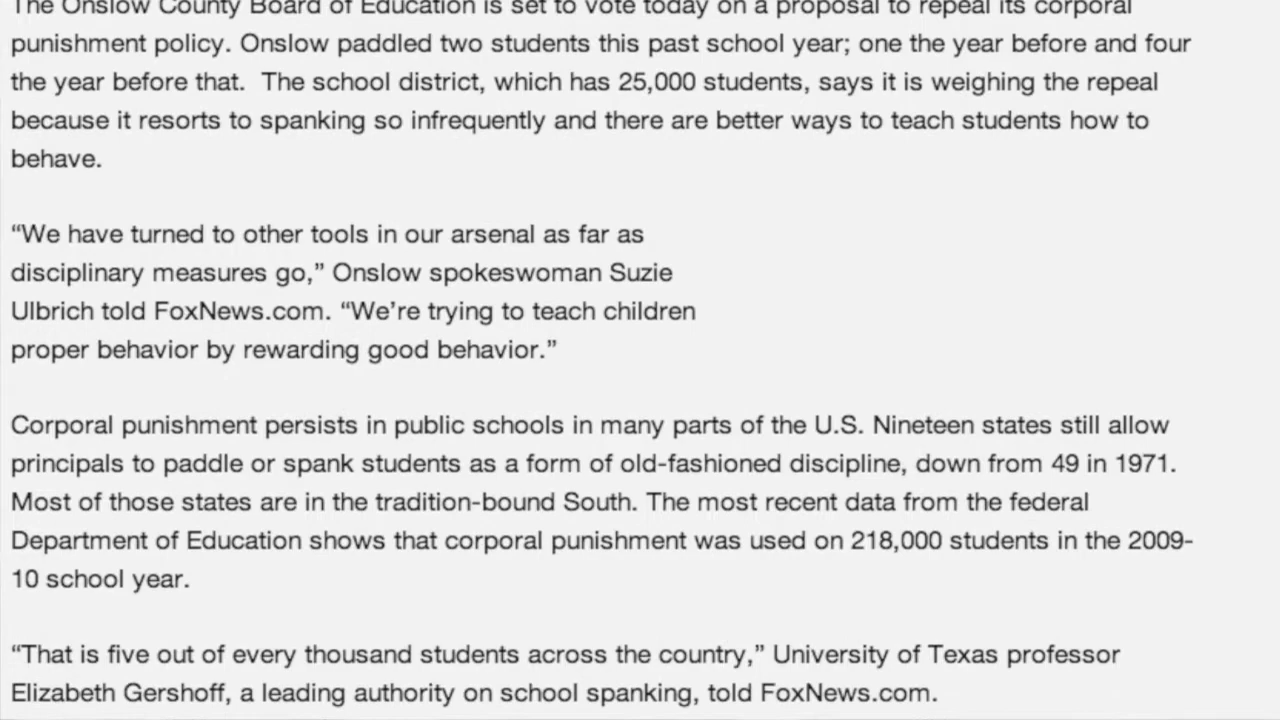 The Onslow County Board of Education is set to vote today on a proposal to repeal its corporal
punishment policy. Onslow paddled two students this past school year; one the year before and four
the year before that.  The school district, which has 25,000 students, says it is weighing the repeal
because it resorts to spanking so infrequently and there are better ways to teach students how to
behave.
“We have turned to other tools in our arsenal as far as
disciplinary measures go,” Onslow spokeswoman Suzie
Ulbrich told FoxNews.com. “We’re trying to teach children
proper behavior by rewarding good behavior.”
Corporal punishment persists in public schools in many parts of the U.S. Nineteen states still allow
principals to paddle or spank students as a form of old-fashioned discipline, down from 49 in 1971.
Most of those states are in the tradition-bound South. The most recent data from the federal
Department of Education shows that corporal punishment was used on 218,000 students in the 2009-
10 school year.
“That is five out of every thousand students across the country,” University of Texas professor
Elizabeth Gershoff, a leading authority on school spanking, told FoxNews.com.